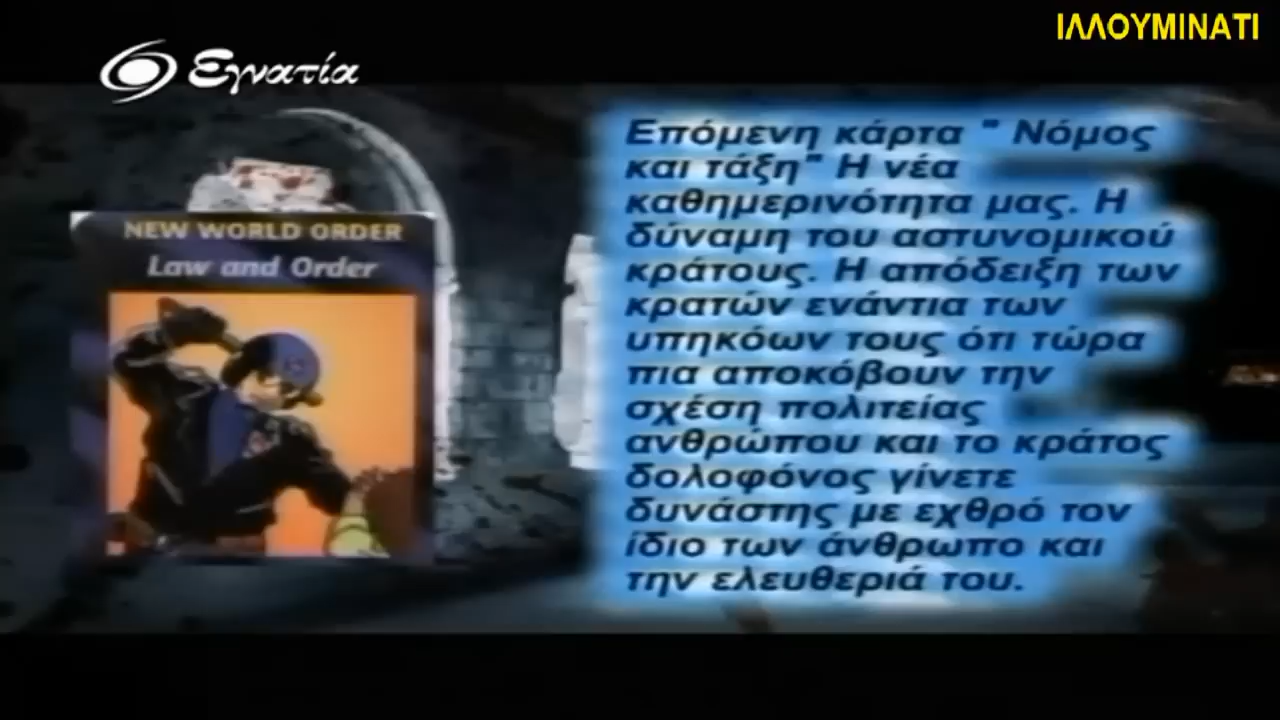 ΙΛΛΟΥΜΙΝΑΤΙ
Εγνατία
NEW WORLD ORDER
Law and Order
Επόμενη κάρτα " Νόμος
και τάξη" Η νέα
καθημερινότητα μας. Η
δύναμη του αστυνομικού
κράτους. Η απόδειξη των
κρατών ενάντια των
υπηκόων τους ότι τώρα
πια αποκόβουν την
σχέση πολιτείας
ανθρώπου και το κράτος
δολοφόνος γίνετε
δυνάστης με εχθρό τον
ίδιο των άνθρωπο και
την ελευθεριά του.